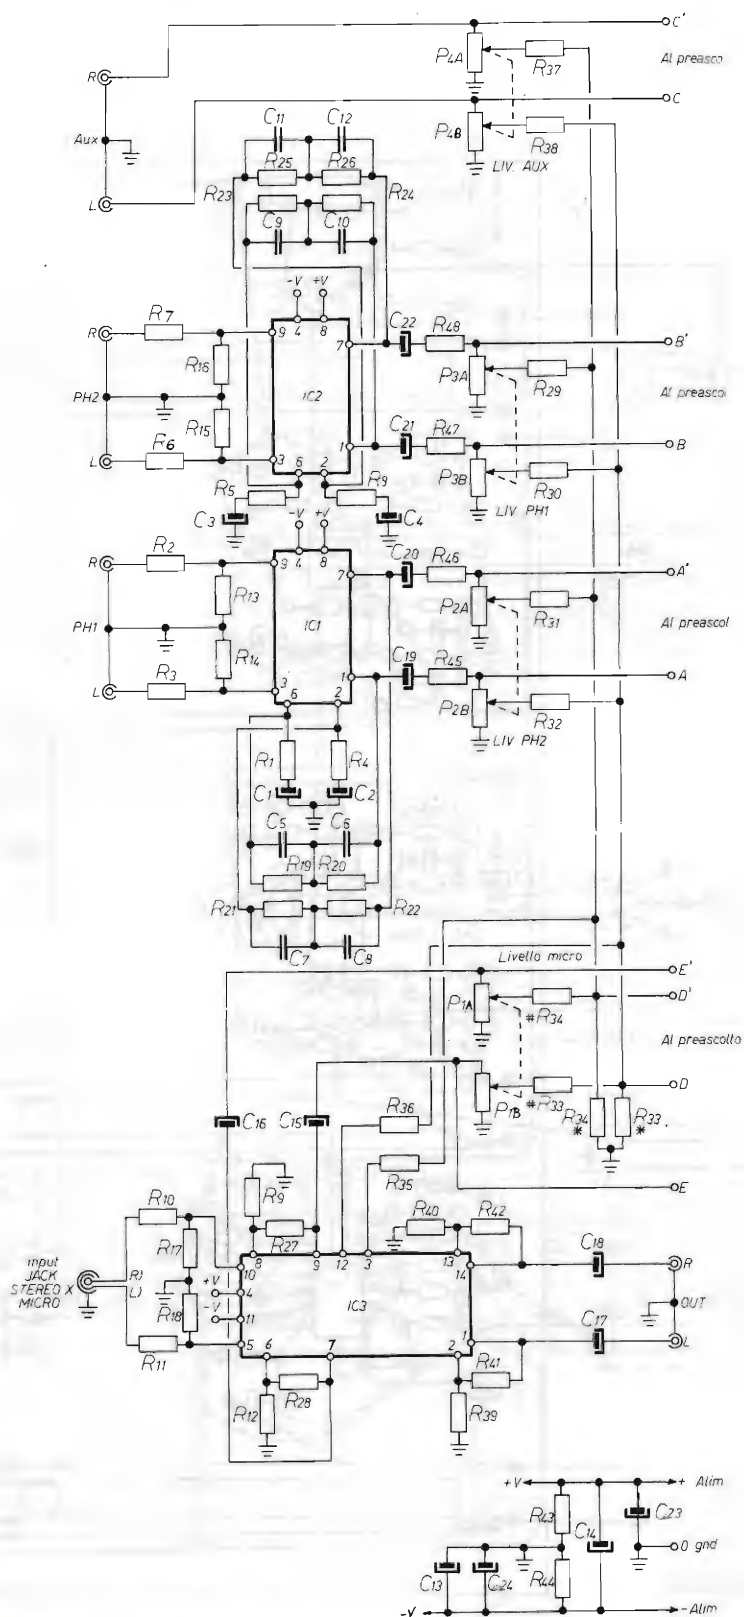 C'
R
P4A
R37
Al preasco
C
Aux
C11
C12
P4B
R38
R25
R26
LIV. AUX
L
R23
R24
C9
C10
-V
+V
R7
C22
R48
R
9
4
8
B'
R16
7
P3A
R29
PH2
IC2
Al preascol
R15
C21
R47
L
R6
3
1
B
6
2
P3B
R30
R5
R9
LIV PH1
C3
C4
-V
+V
R2
C20
R46
R
9
4
8
7
A'
R13
P2A
R31
PH1
IC1
Al preascol
R14
C19
R45
L
R3
3
1
A
6
2
P2B
R32
LIV PH2
R1
R4
C1
C2
C5
C6
R19
R20
R21
R22
C7
C8
Livello micro
E'
P1A
#R34
D'
Al preascolto
P1B
#R33
D
C16
C15
R36
R34
*
R33
*
R9
R35
E
R10
R27
R40
R42
C18
input
JACK
STEREO X
MICRO
R17
8
9
12
3
13
14
R
R)
L)
10
+V
4
-V
11
IC3
OUT
R18
C17
R11
5
6
7
2
1
L
R28
R41
R12
R39
+V
+ Alim
R43
C14
C23
0 gnd
C13
C24
R44
-V
- Alim